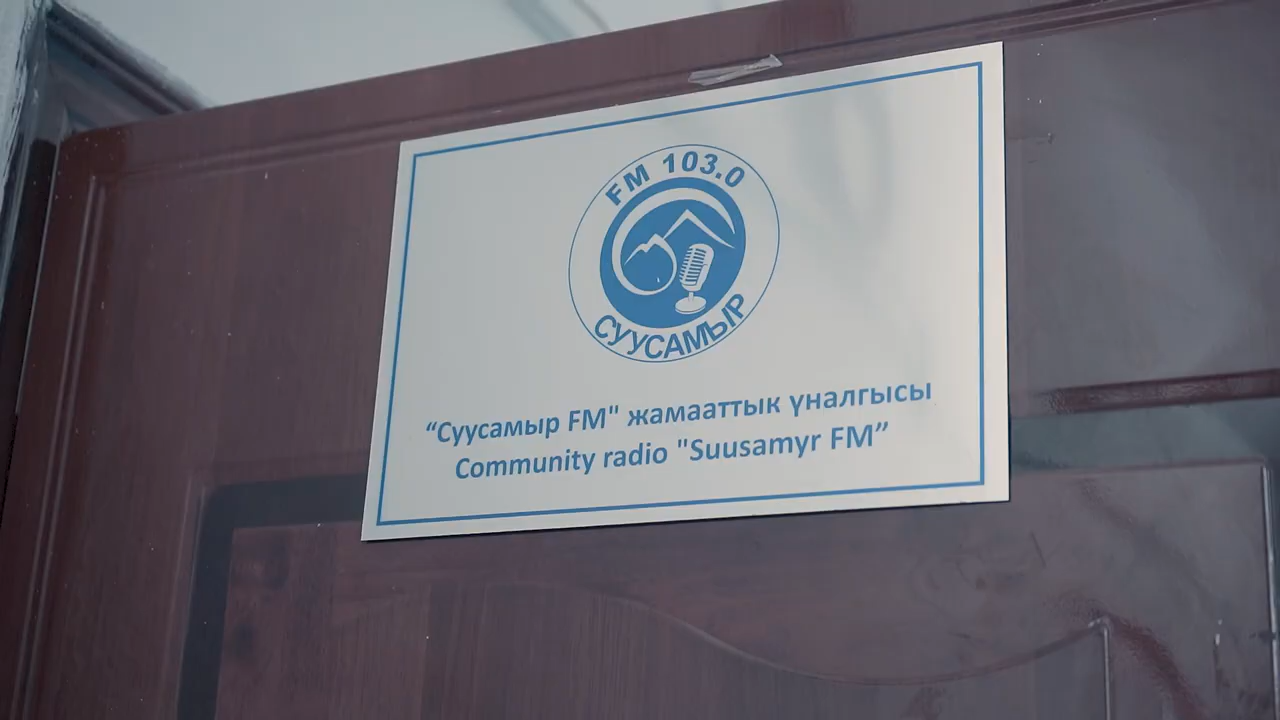 FM 103.0
СУУСАМЫР
“Суусамыр FM" жамааттык үналгысы
Community radio "Suusamyr FM”